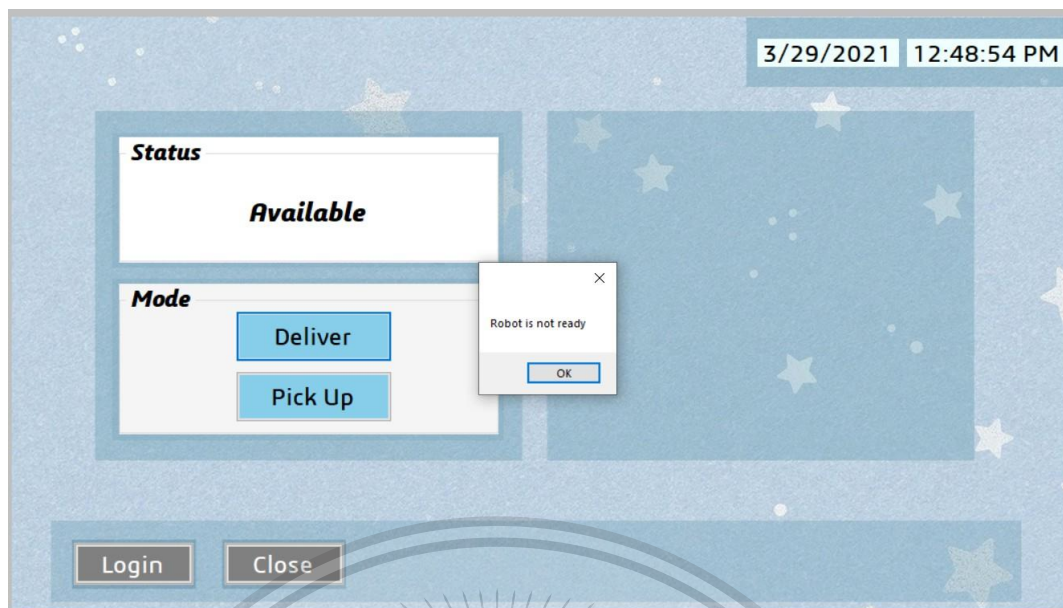 3/29/2021 12:48:54 PM
Status
Available
Mode
Deliver
Pick Up
Robot is not ready
OK
Login
Close